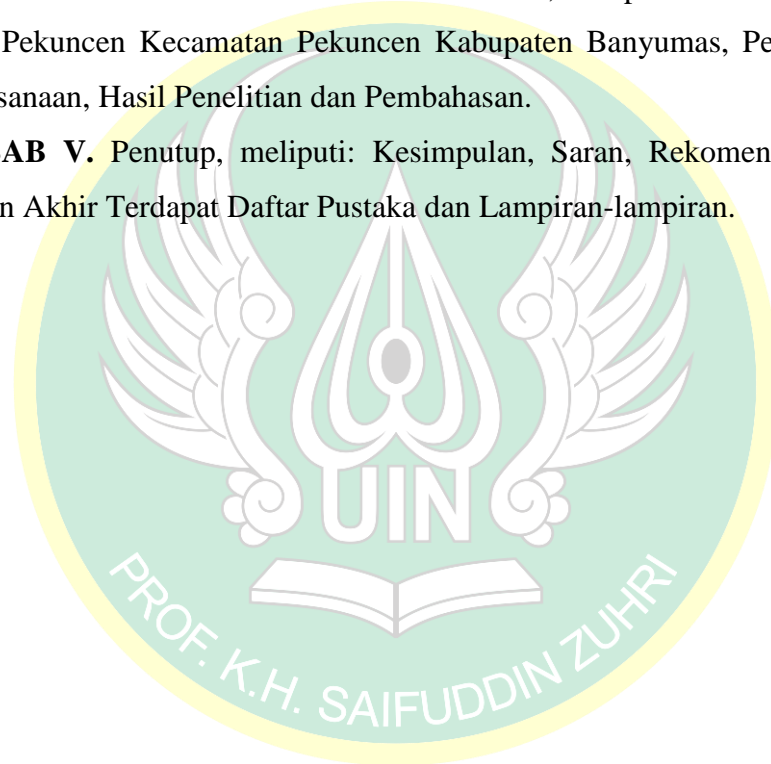 Pekuncen Kecamatan Pekuncen Kabupaten Banyumas, Pe
sanaan, Hasil Penelitian dan Pembahasan.
AB V. Penutup, meliputi: Kesimpulan, Saran, Rekomen
n Akhir Terdapat Daftar Pustaka dan Lampiran-lampiran.
UIN
PROF. K.H. SAIFUDDIN ZUHRI